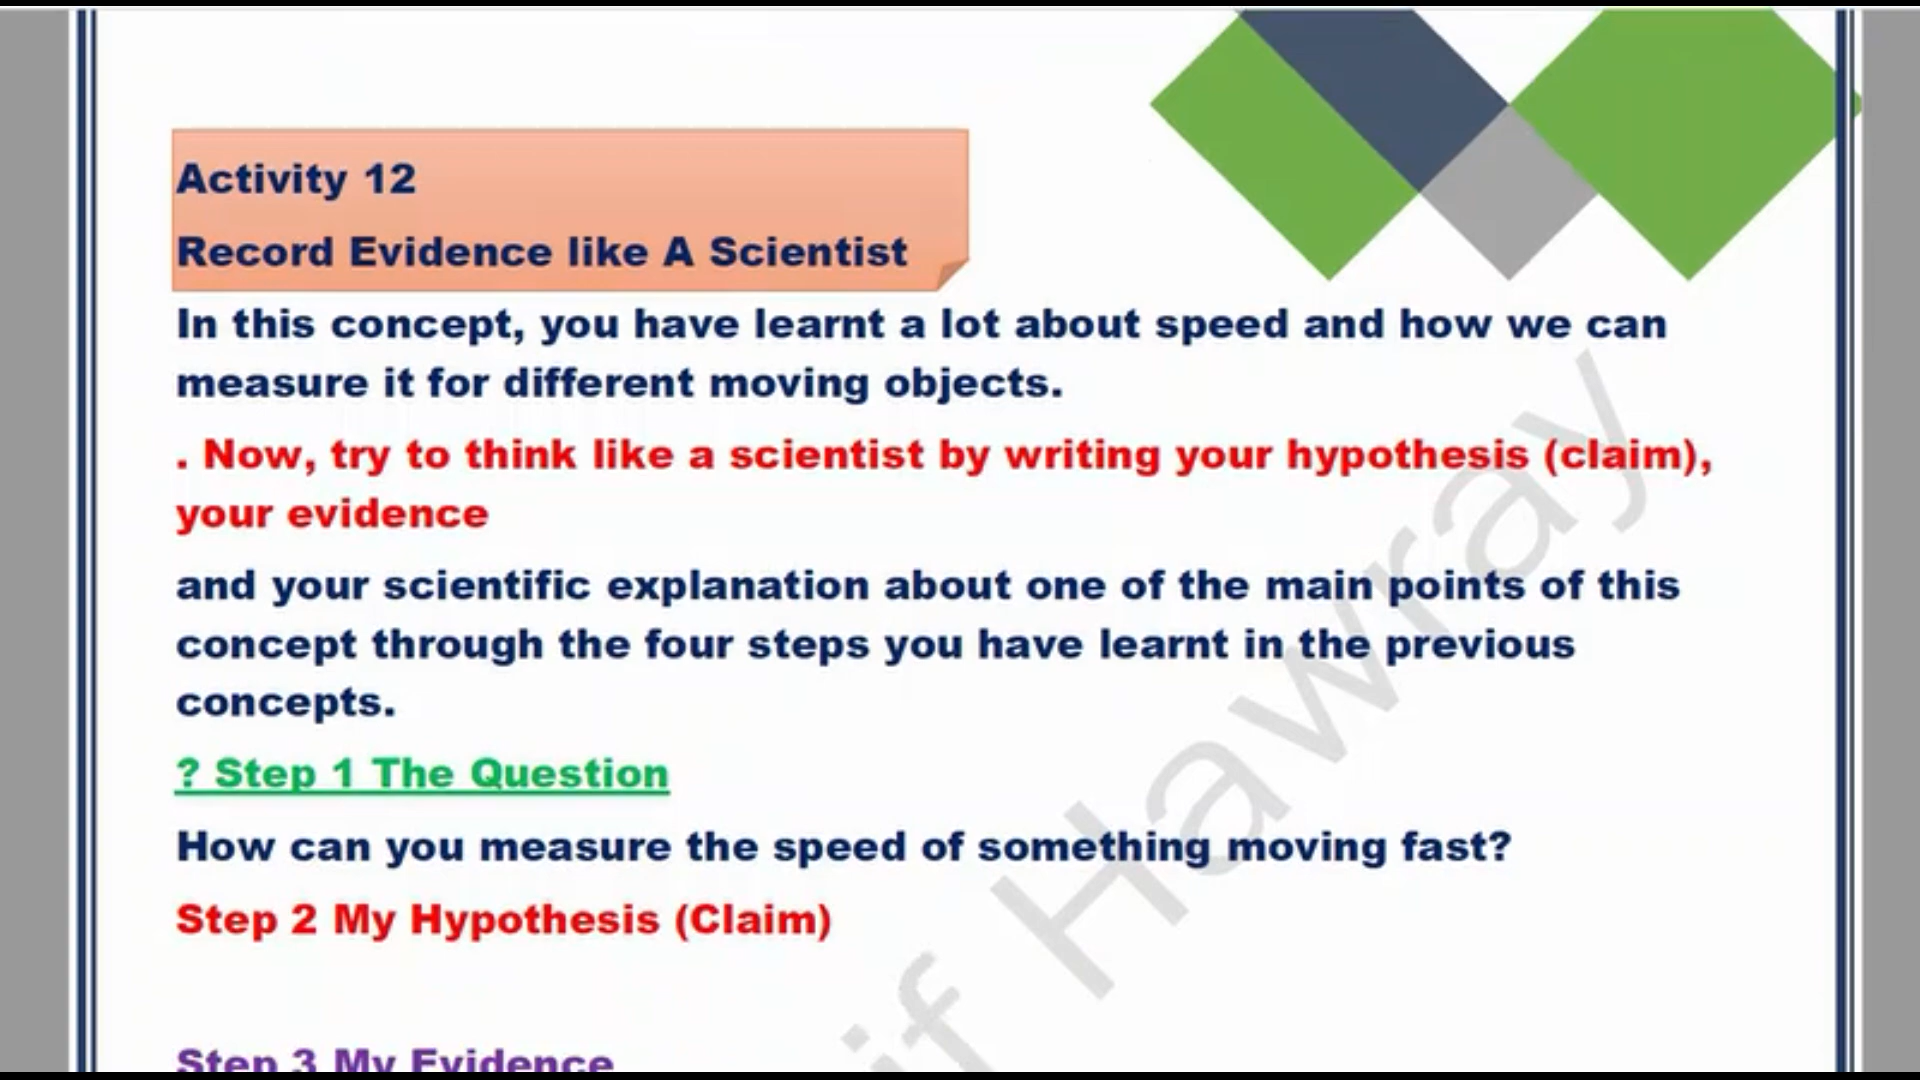 Activity 12
Record Evidence like A Scientist
In this concept, you have learnt a lot about speed and how we can
measure it for different moving objects.
. Now, try to think like a scientist by writing your hypothesis (claim),
your evidence
and your scientific explanation about one of the main points of this
concept through the four steps you have learnt in the previous
concepts.
? Step 1 The Question
How can you measure the speed of something moving fast?
Step 2 My Hypothesis (Claim)
Step 3 My Evidence
if Hawray